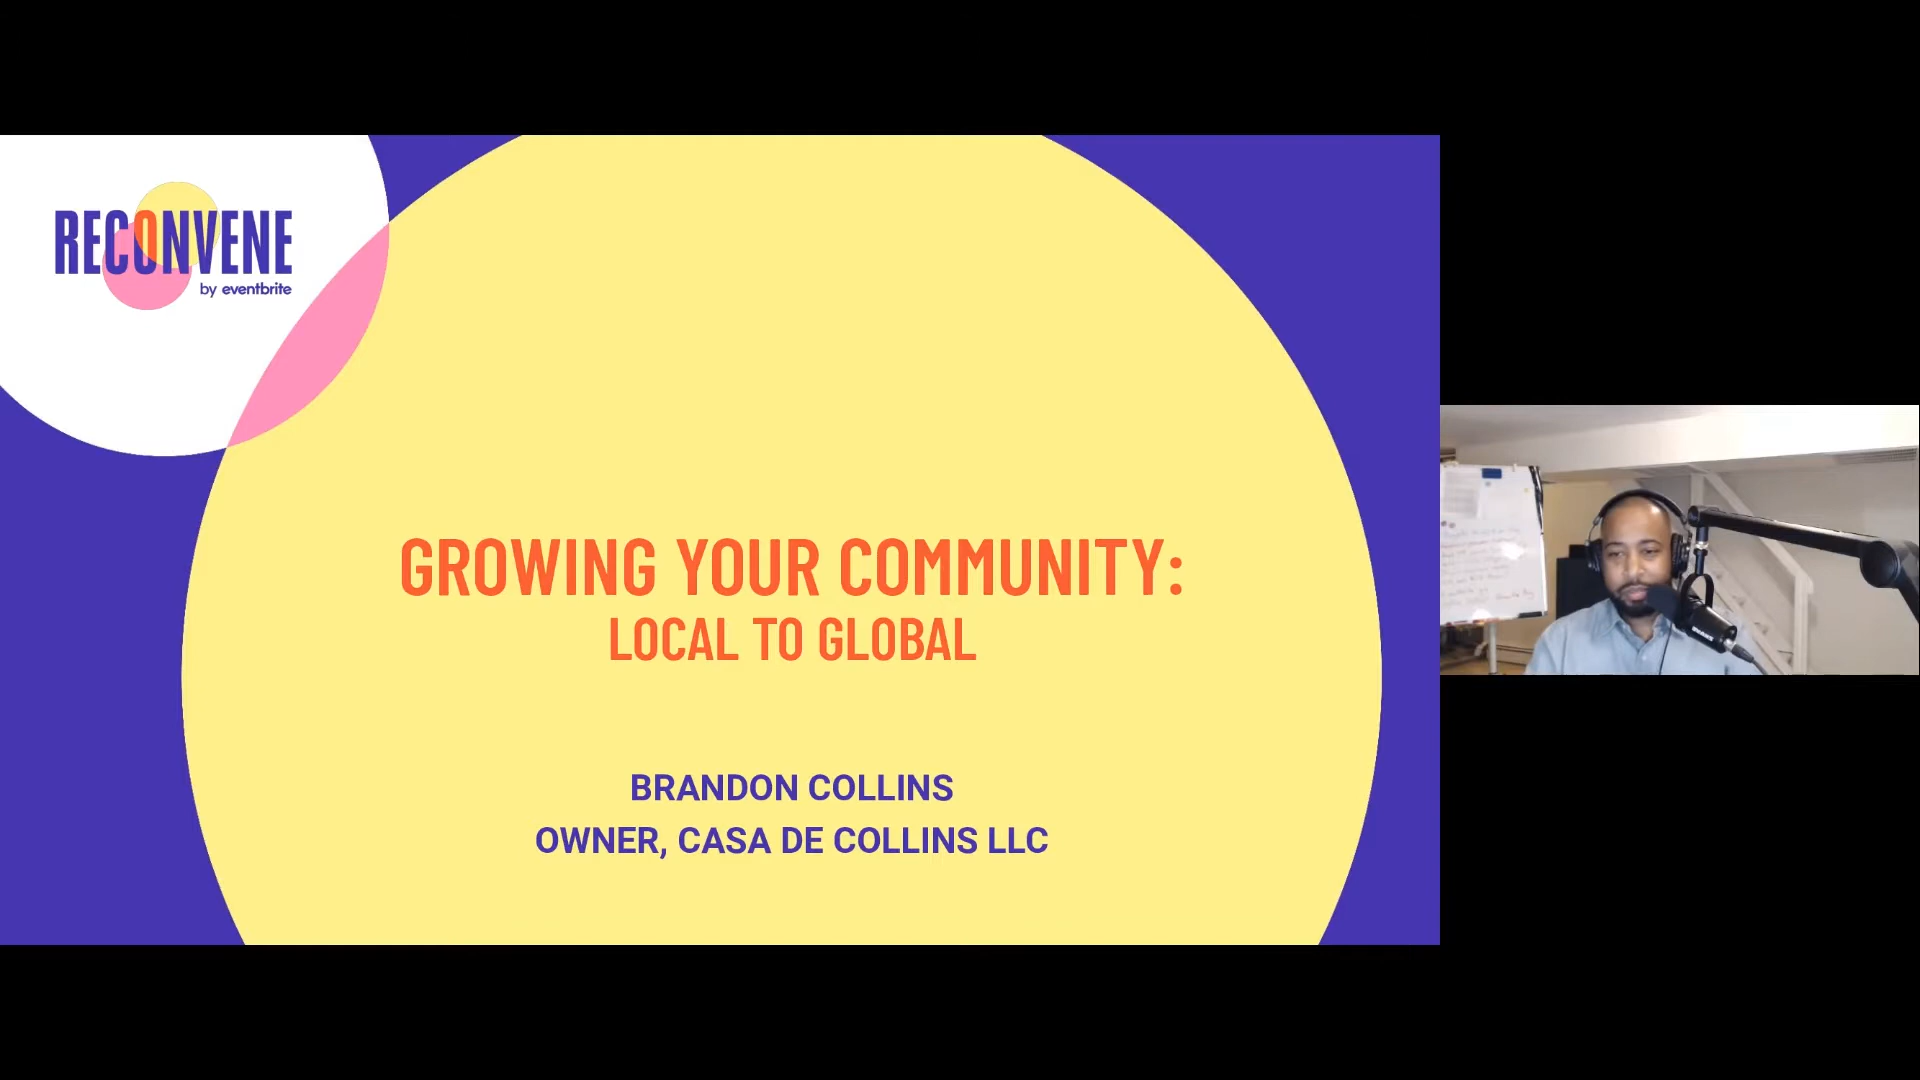 RECONVENE
by eventbrite
GROWING YOUR COMMUNITY:
LOCAL TO GLOBAL
BRANDON COLLINS
OWNER, CASA DE COLLINS LLC